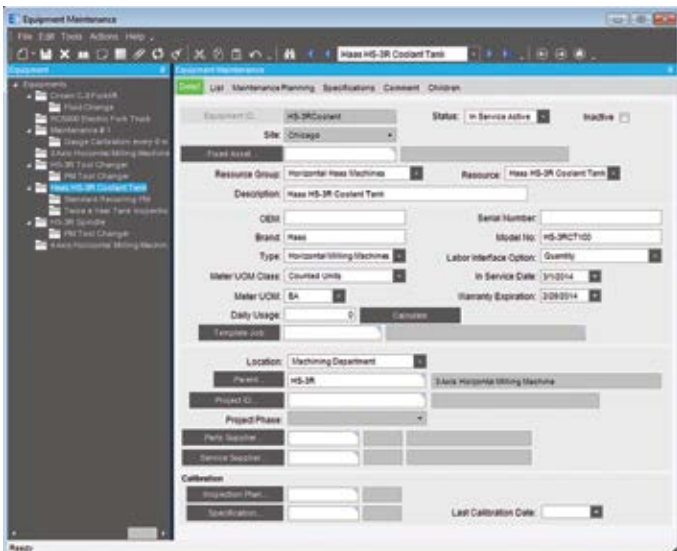 Equipment Maintenance
File Edit Tools Actions Help
Haas HS-3R Coolant Tank
Equipment
Equipment Maintenance
Detail List Maintenance Planning Specifications Comment Children
Equipments
Crown C-3 Forklift
Fluid Change
RC5000 Electric Fork Truck
Maintenance # 1
Gauge Calibration every 6
3 Axis Horizontal Milling Machine
HS-3R Tool Changer
PM Tool Changer
Haas HS-3R Coolant Tank
Standard Recurring PM
Twice a Year Tank Inspectio
HS-3R Spindle
PM Tool Changer
4 Axis Horizontal Milling Machin
Equipment ID... HS-3RCoolant Status: In Service Active Inactive
Site: Chicago
Fixed Asset...
Resource Group: Horizontal Haas Machines Resource: Haas HS-3R Coolant Tank
Description: Haas HS-3R Coolant Tank
OEM: Serial Number:
Brand: Haas Model No: HS-3RCT100
Type: Horizontal Milling Machines Labor Interface Option: Quantity
Meter UOM Class: Counted Units In Service Date: 3/1/2014
Meter UOM: EA Warranty Expiration: 2/28/2014
Daily Usage: 0 Calculate
Template Job...
Location: Machining Department
Parent... HS-3R 3 Axis Horizontal Milling Machine
Project ID...
Project Phase:
Parts Supplier...
Service Supplier...
Calibration
Inspection Plan...
Specification... Last Calibration Date:
Ready